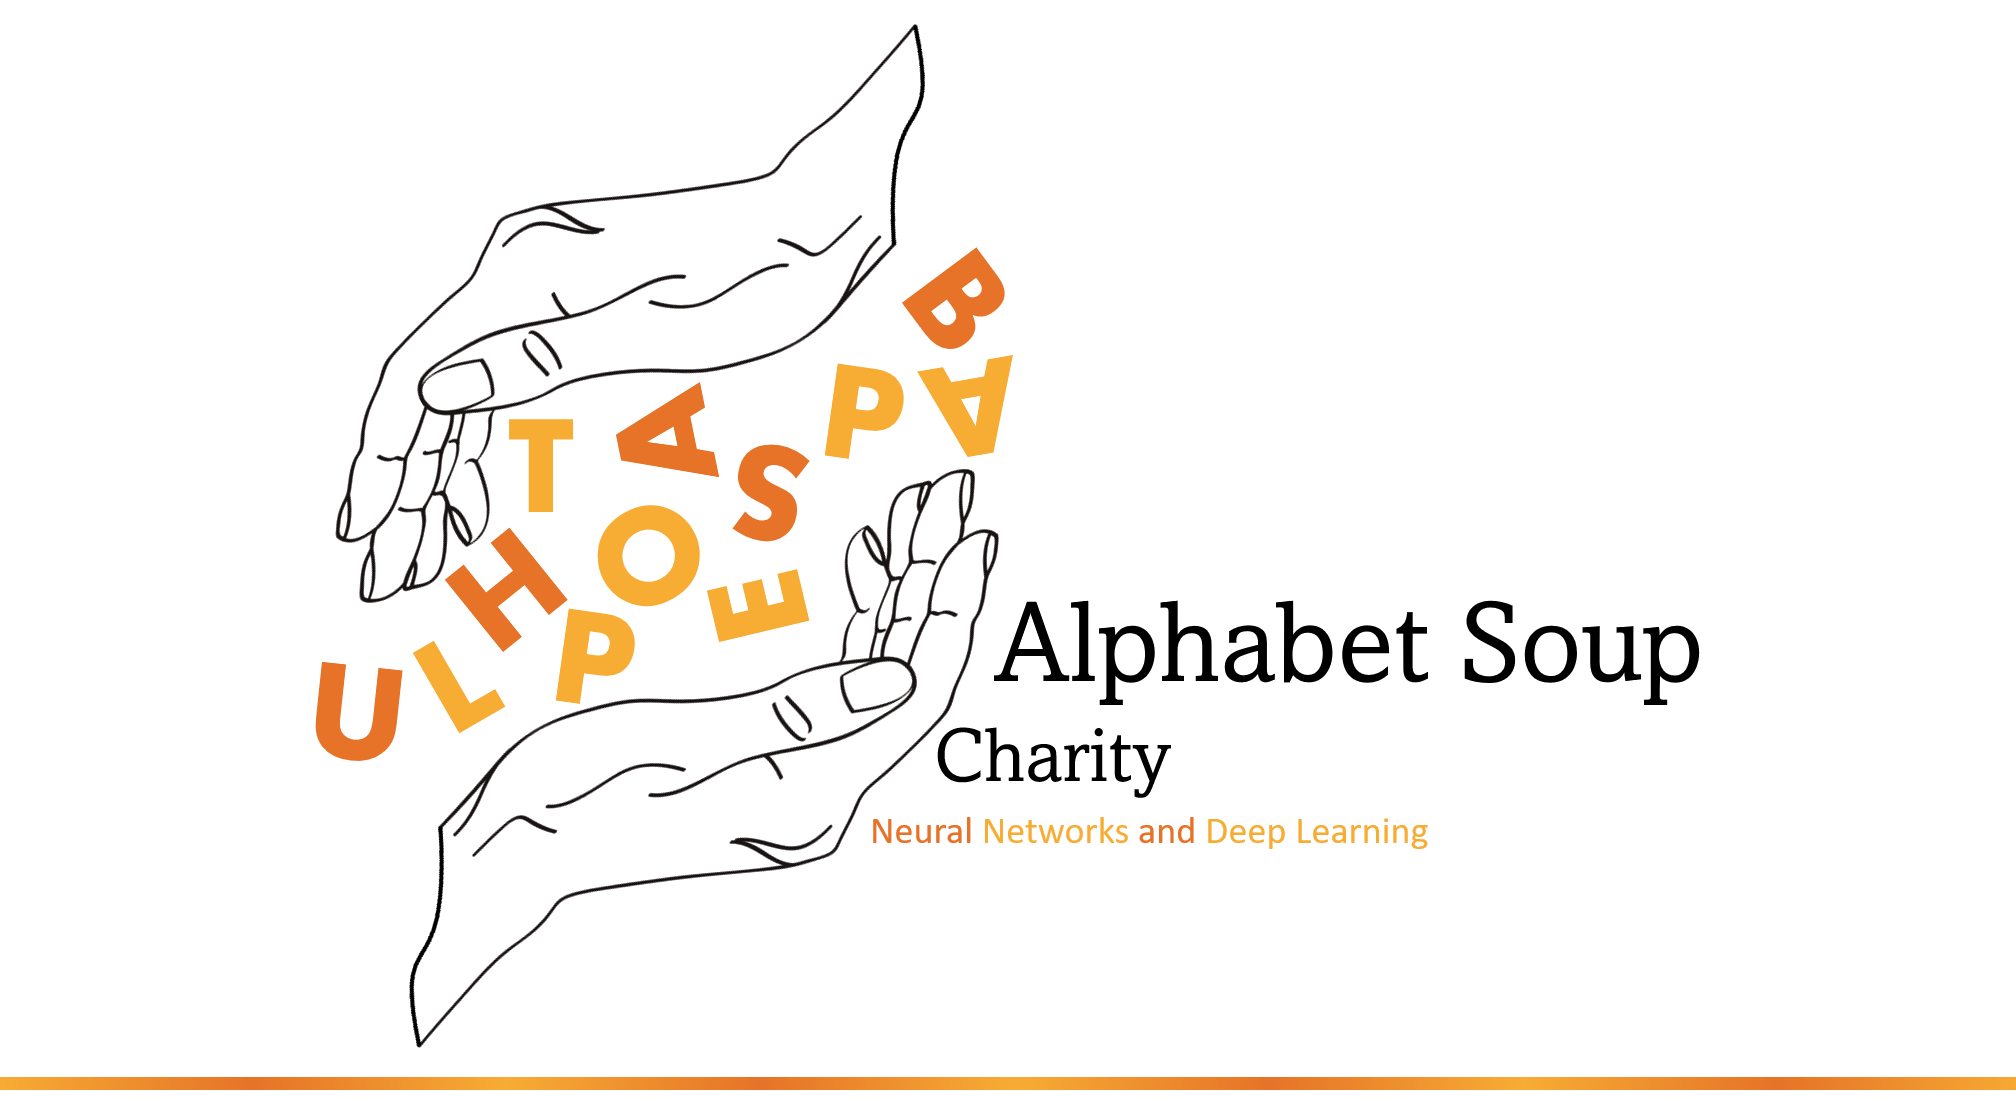 B
P A
T A S
O
H E
U L P
Alphabet Soup
Charity
Neural Networks and Deep Learning